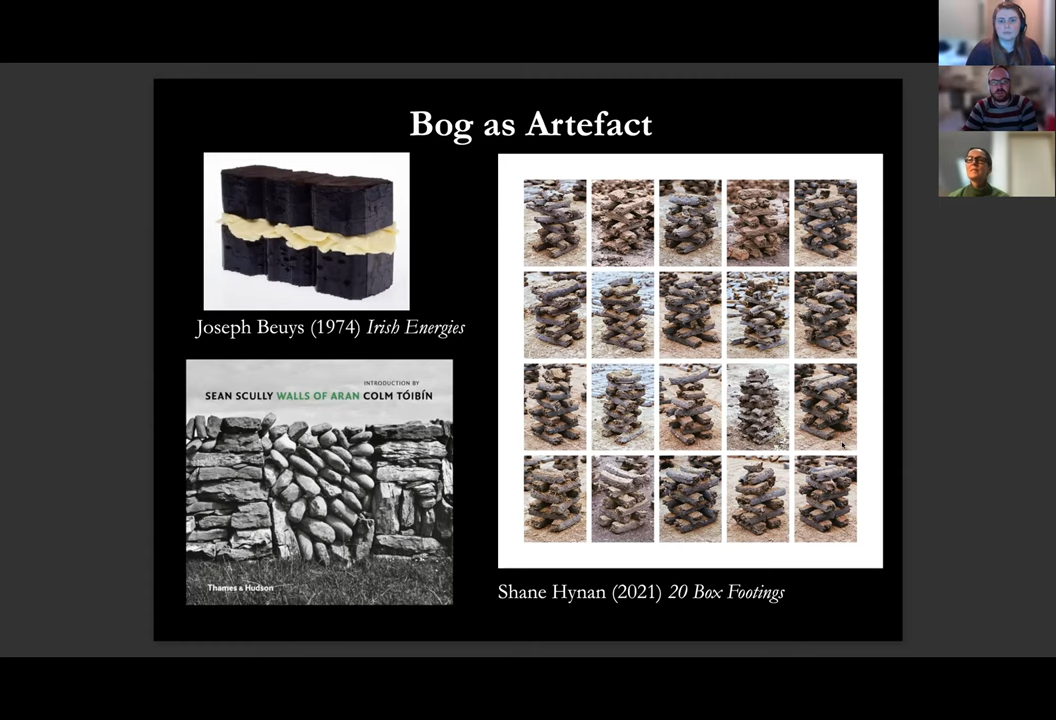 Bog as Artefact
Joseph Beuys (1974) Irish Energies
INTRODUCTION BY
SEAN SCULLY WALLS OF ARAN COLM TÓIBÍN
Thames & Hudson
Shane Hynan (2021) 20 Box Footings